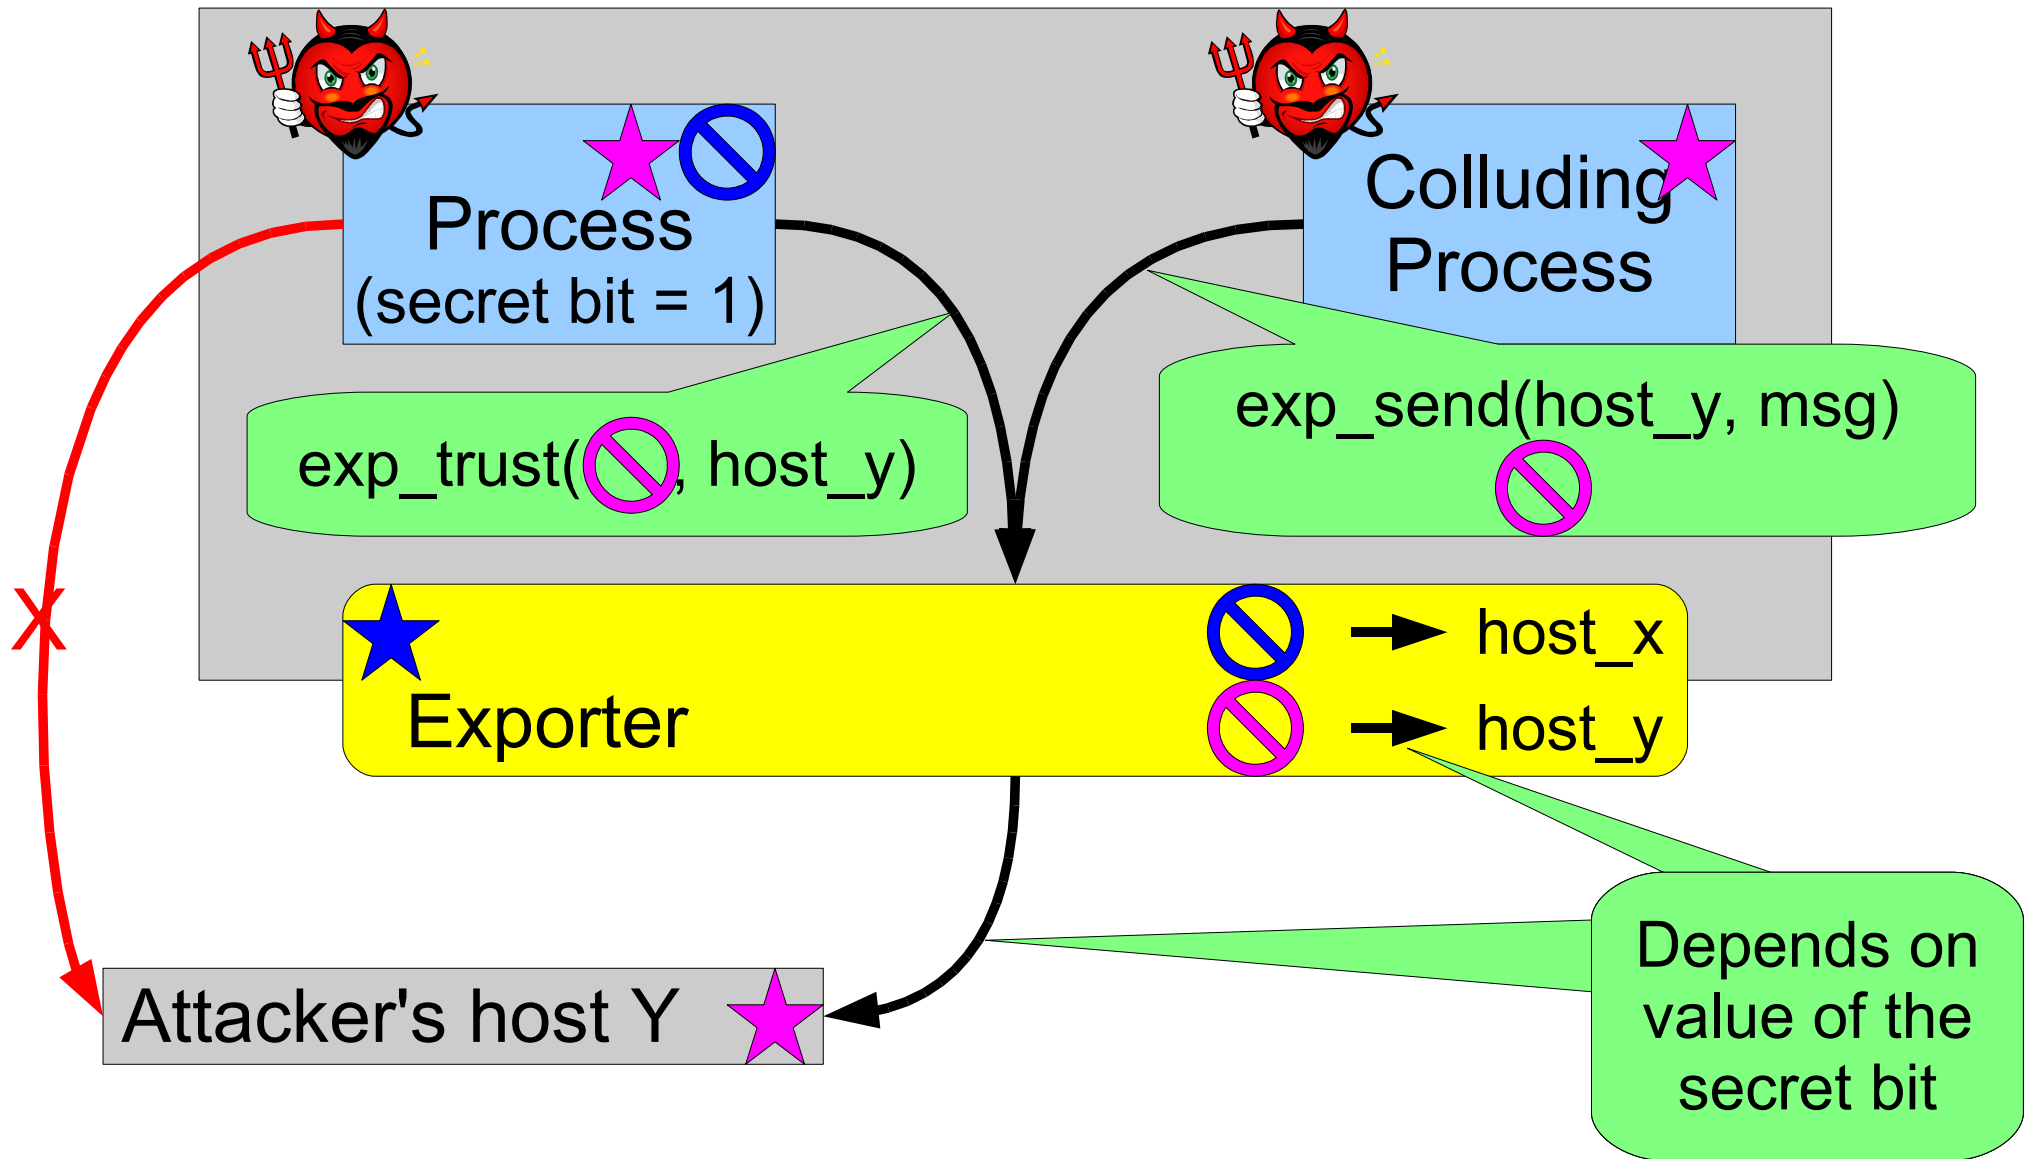 Process
(secret bit = 1)
Colluding
Process
exp_trust( , host_y)
exp_send(host_y, msg)
X
host_x
Exporter
host_y
Attacker's host Y
Depends on
value of the
secret bit